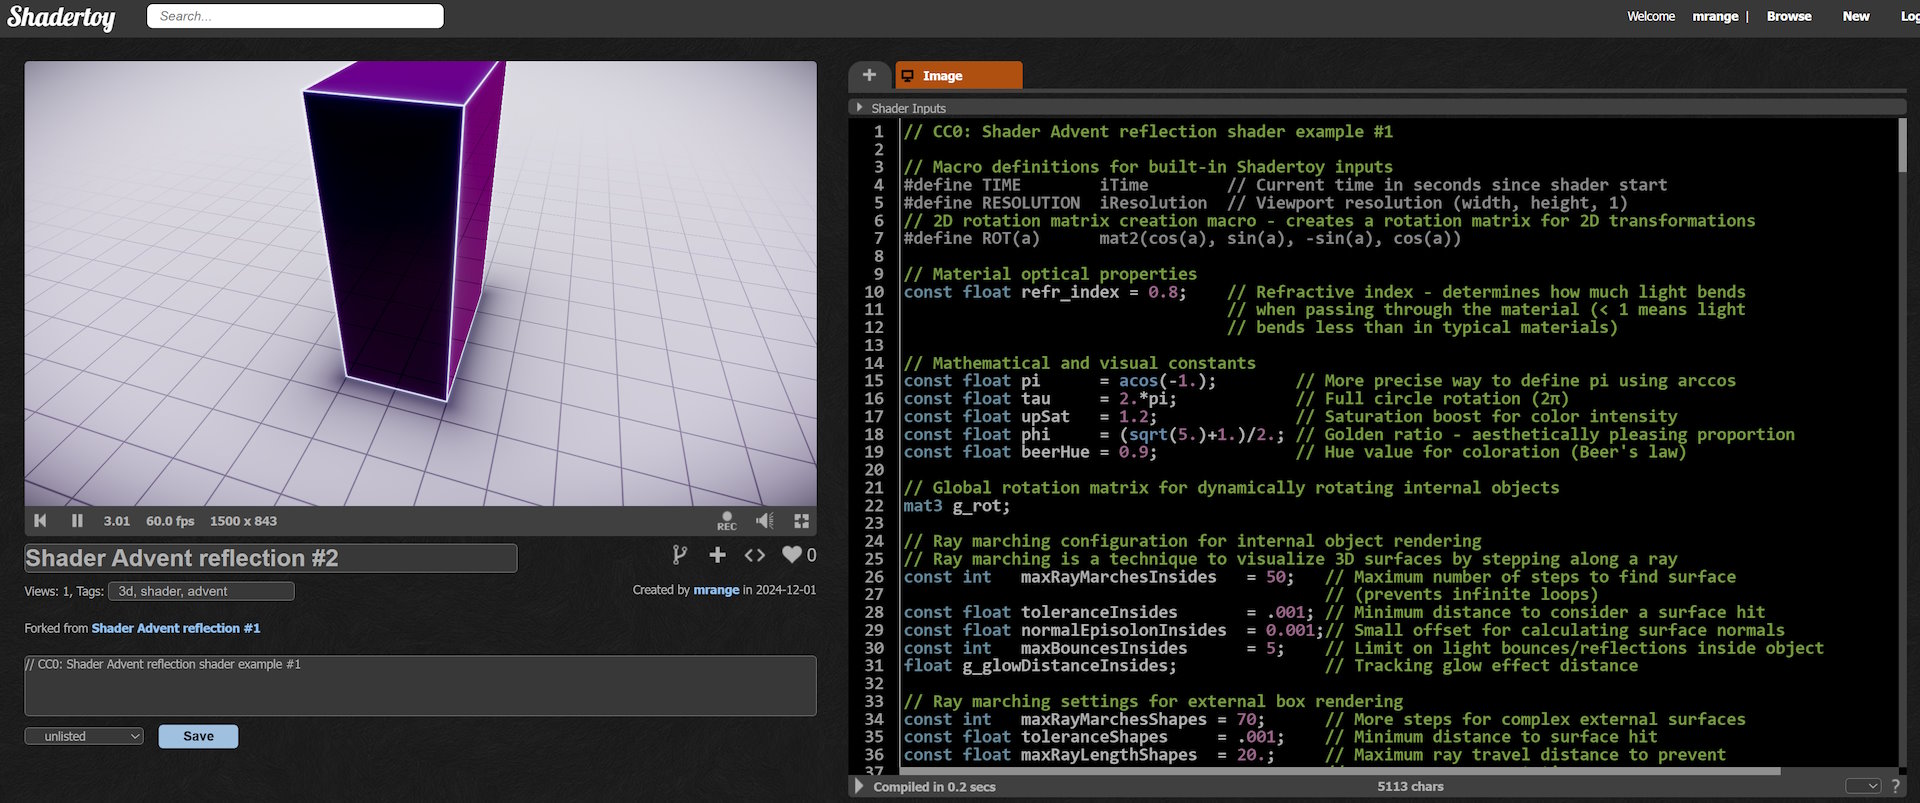 Shadertoy
Search...
Welcome mrange | Browse New Log
3.01 60.0 fps 1500 x 843
REC
Shader Advent reflection #2
0
Views: 1, Tags: 3d, shader, advent
Created by mrange in 2024-12-01
Forked from Shader Advent reflection #1
// CC0: Shader Advent reflection shader example #1
unlisted
Save
+ Image
Shader Inputs
1 // CC0: Shader Advent reflection shader example #1
2
3 // Macro definitions for built-in Shadertoy inputs
4 #define TIME iTime // Current time in seconds since shader start
5 #define RESOLUTION iResolution // Viewport resolution (width, height, 1)
6 // 2D rotation matrix creation macro - creates a rotation matrix for 2D transformations
7 #define ROT(a) mat2(cos(a), sin(a), -sin(a), cos(a))
8
9 // Material optical properties
10 const float refr_index = 0.8; // Refractive index - determines how much light bends
11 // when passing through the material (< 1 means light
12 // bends less than in typical materials)
13
14 // Mathematical and visual constants
15 const float pi = acos(-1.); // More precise way to define pi using arccos
16 const float tau = 2.*pi; // Full circle rotation (2π)
17 const float upSat = 1.2; // Saturation boost for color intensity
18 const float phi = (sqrt(5.)+1.)/2.; // Golden ratio - aesthetically pleasing proportion
19 const float beerHue = 0.9; // Hue value for coloration (Beer's law)
20
21 // Global rotation matrix for dynamically rotating internal objects
22 mat3 g_rot;
23
24 // Ray marching configuration for internal object rendering
25 // Ray marching is a technique to visualize 3D surfaces by stepping along a ray
26 const int maxRayMarchesInsides = 50; // Maximum number of steps to find surface
27 // (prevents infinite loops)
28 const float toleranceInsides = .001; // Minimum distance to consider a surface hit
29 const float normalEpisolonInsides = 0.001;// Small offset for calculating surface normals
30 const int maxBouncesInsides = 5; // Limit on light bounces/reflections inside object
31 float g_glowDistanceInsides; // Tracking glow effect distance
32
33 // Ray marching settings for external box rendering
34 const int maxRayMarchesShapes = 70; // More steps for complex external surfaces
35 const float toleranceShapes = .001; // Minimum distance to surface hit
36 const float maxRayLengthShapes = 20.; // Maximum ray travel distance to prevent
37
Compiled in 0.2 secs 5113 chars ?